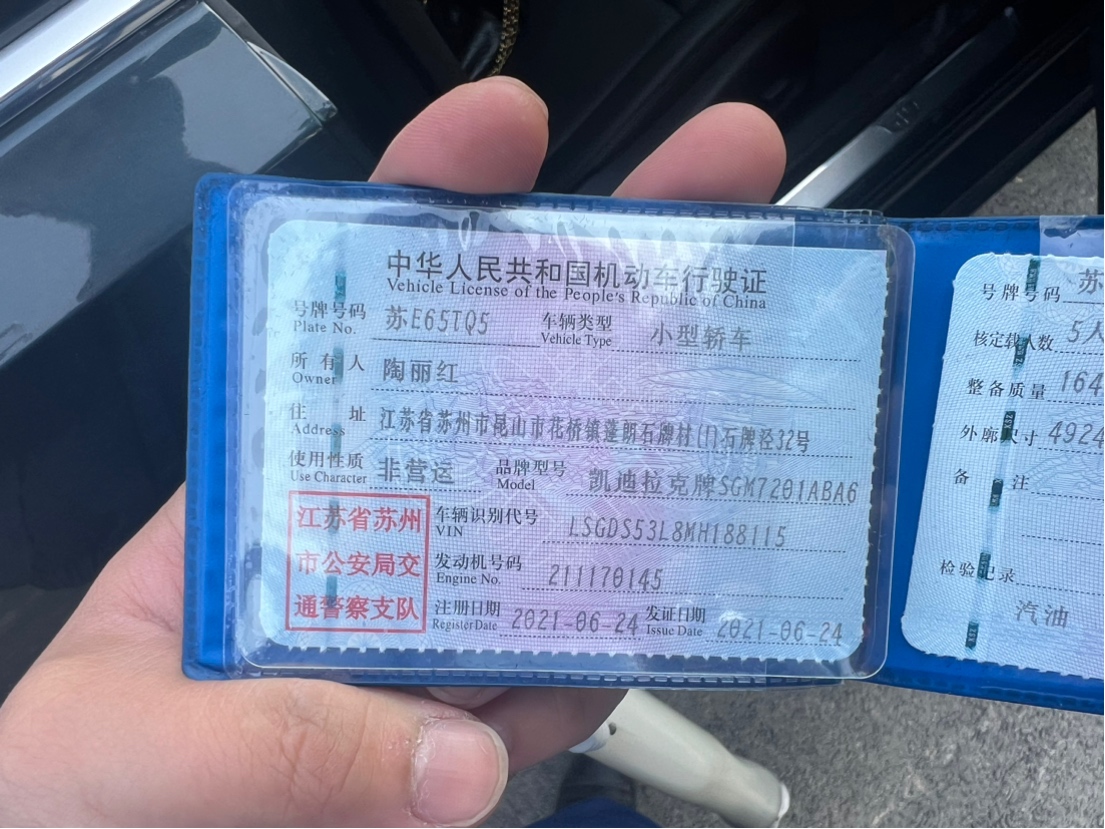 中华人民共和国机动车行驶证
Vehicle License of the People's Republic of China
号牌号码 苏E65TQ5 车辆类型 小型轿车
Plate No. Vehicle Type
所有人 陶丽红
Owner
住址 江苏省苏州市昆山市花桥镇蓬朗石牌村(1)石牌泾32号
Address
使用性质 非营运 品牌型号 凯迪拉克牌SGM7201ABA6
Use Character Model
江苏省苏州
市公安局交
通警察支队
车辆识别代号 LSGDS53L8MH188115
VIN
发动机号码 211170145
Engine No.
注册日期 2021-06-24 发证日期 2021-06-24
Register Date Issue Date
号牌号码 苏
核定载人数 5人
整备质量 164
外廓尺寸 4924
备注
检验记录
汽油